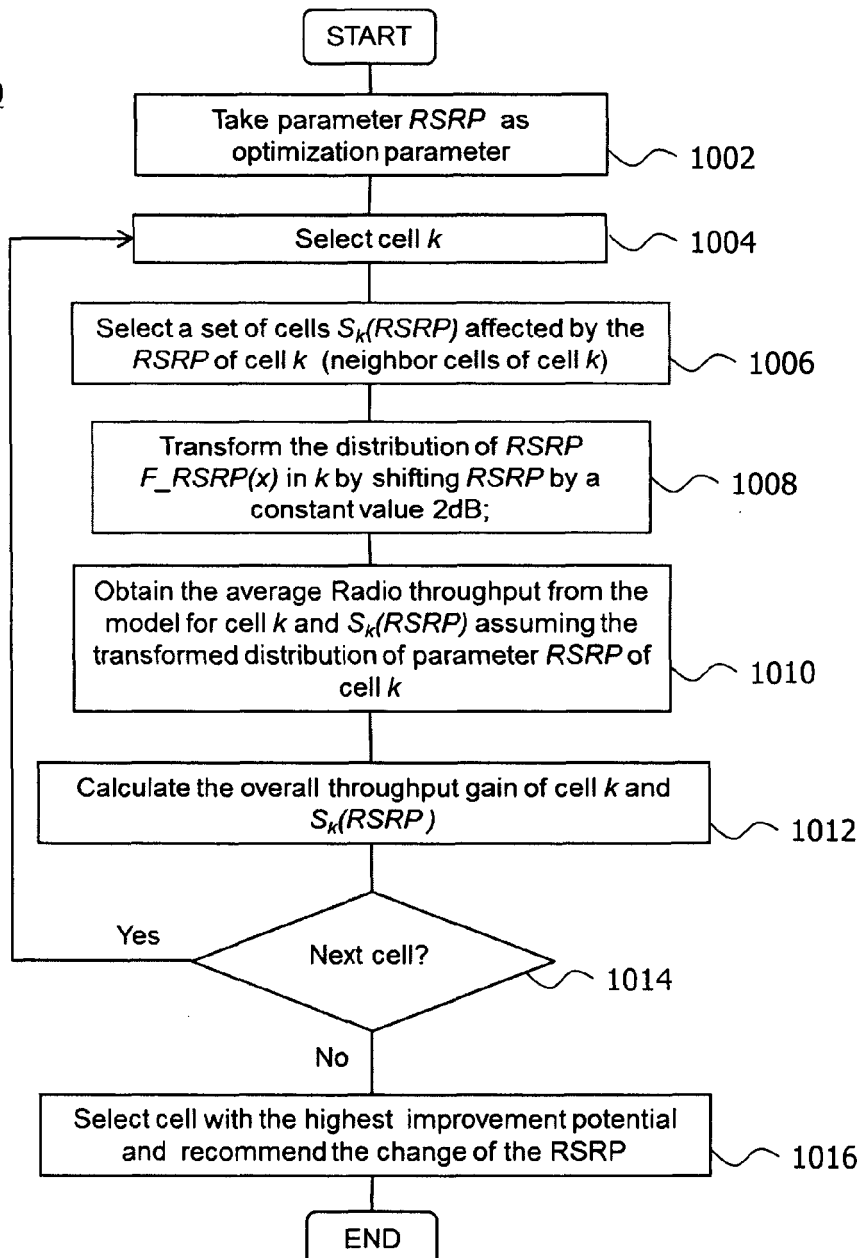 START
Take parameter RSRP as
optimization parameter
1002
Select cell k
1004
Select a set of cells Sk(RSRP) affected by the
RSRP of cell k (neighbor cells of cell k)
1006
Transform the distribution of RSRP
F_RSRP(x) in k by shifting RSRP by a
constant value 2dB;
1008
Obtain the average Radio throughput from the
model for cell k and Sk(RSRP) assuming the
transformed distribution of parameter RSRP of
cell k
1010
Calculate the overall throughput gain of cell k and
Sk(RSRP)
1012
Yes
Next cell?
1014
No
Select cell with the highest improvement potential
and recommend the change of the RSRP
1016
END